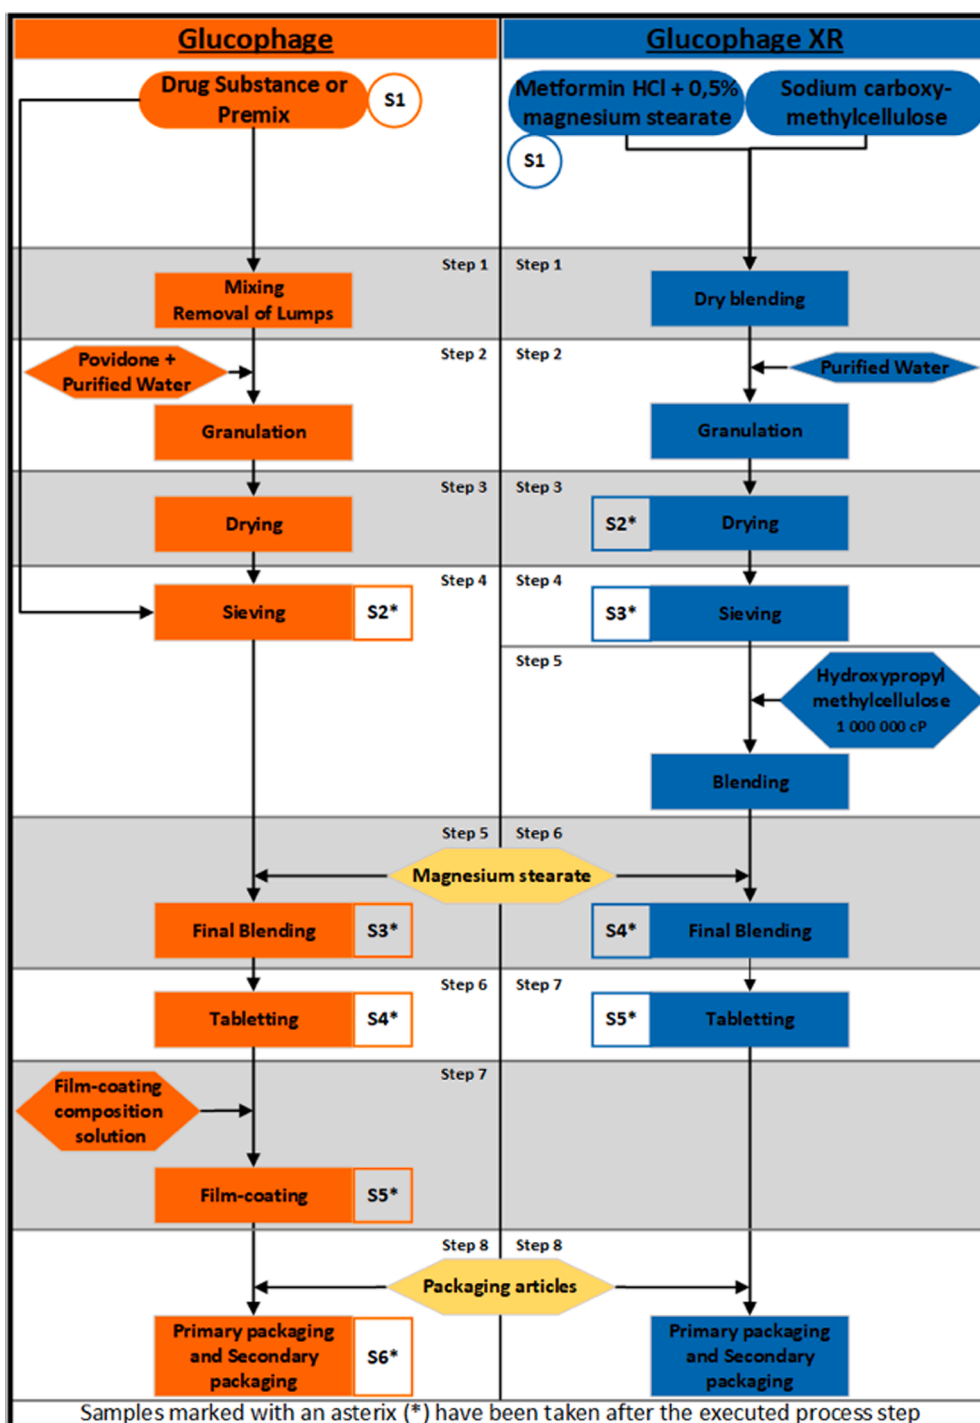 Glucophage
Glucophage XR
Drug Substance or
Premix
S1
Metformin HCl + 0,5%
magnesium stearate
Sodium carboxy-
methylcellulose
S1
Step 1
Step 1
Mixing
Removal of Lumps
Dry blending
Step 2
Step 2
Povidone +
Purified Water
Purified Water
Granulation
Granulation
Step 3
Step 3
Drying
S2*
Drying
Step 4
Step 4
Sieving
S2*
S3*
Sieving
Step 5
Hydroxypropyl
methylcellulose
1 000 000 cP
Blending
Step 5
Step 6
Magnesium stearate
Final Blending
S3*
S4*
Final Blending
Step 6
Step 7
Tabletting
S4*
S5*
Tabletting
Step 7
Film-coating
composition
solution
Film-coating
S5*
Step 8
Step 8
Packaging articles
Primary packaging
and Secondary
packaging
S6*
Primary packaging
and Secondary
packaging
Samples marked with an asterix (*) have been taken after the executed process step